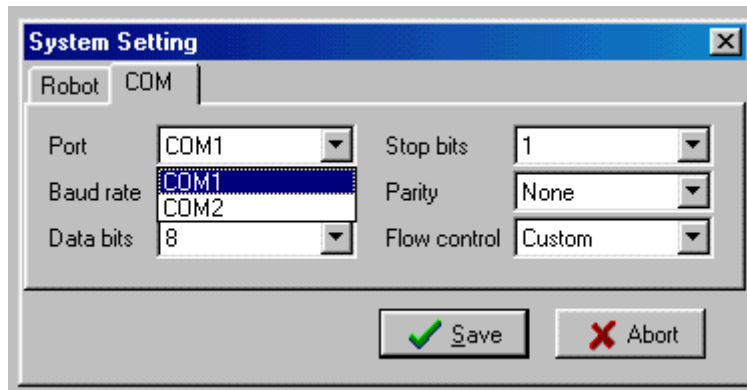 System Setting
Robot COM
Port COM1 Stop bits 1
Baud rate COM1 Parity None
COM2
Data bits 8 Flow control Custom
Save Abort